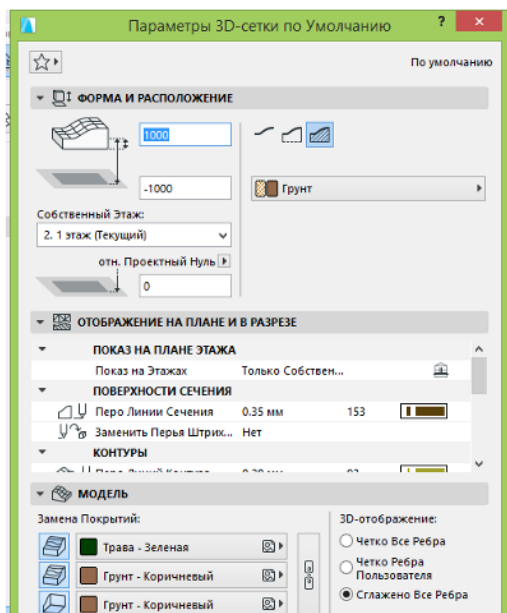 Параметры 3D-сетки по Умолчанию
?
По умолчанию
ФОРМА И РАСПОЛОЖЕНИЕ
1000
-1000
Грунт
Собственный Этаж:
2. 1 этаж (Текущий)
отн. Проектный Нуль
0
ОТОБРАЖЕНИЕ НА ПЛАНЕ И В РАЗРЕЗЕ
ПОКАЗ НА ПЛАНЕ ЭТАЖА
Показ на Этажах Только Собствен...
ПОВЕРХНОСТИ СЕЧЕНИЯ
Перо Линии Сечения 0.35 мм 153
Заменить Перья Штрих... Нет
КОНТУРЫ
МОДЕЛЬ
Замена Покрытий:
3D-отображение:
Трава - Зеленая
Четко Все Ребра
Грунт - Коричневый
Четко Ребра
Пользователя
Грунт - Коричневый
Сглажено Все Ребра